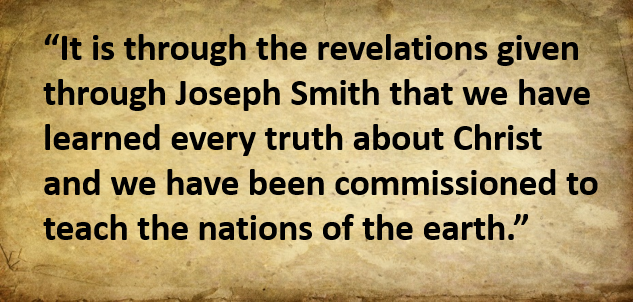 “It is through the revelations given
through Joseph Smith that we have
learned every truth about Christ
and we have been commissioned to
teach the nations of the earth.”